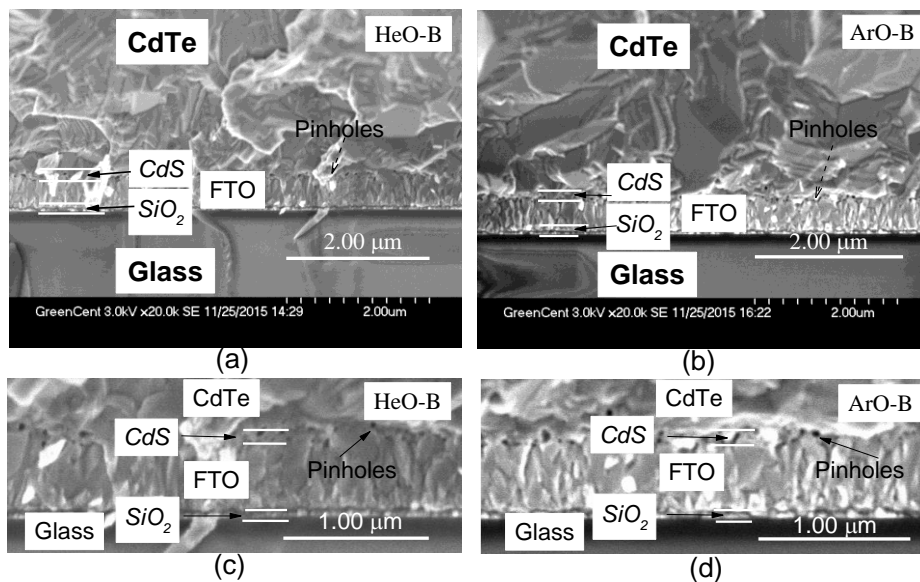 CdTe
HeO-B
Pinholes
CdS
FTO
SiO2
2.00 μm
Glass
GreenCent 3.0kV x20.0k SE 11/25/2015 14:29
2.00um
(a)
CdTe
ArO-B
Pinholes
CdS
FTO
SiO2
2.00 μm
Glass
GreenCent 3.0kV x20.0k SE 11/25/2015 16:22
2.00um
(b)
CdTe
HeO-B
CdS
Pinholes
FTO
SiO2
Glass
1.00 μm
(c)
CdTe
ArO-B
CdS
Pinholes
FTO
SiO2
Glass
1.00 μm
(d)